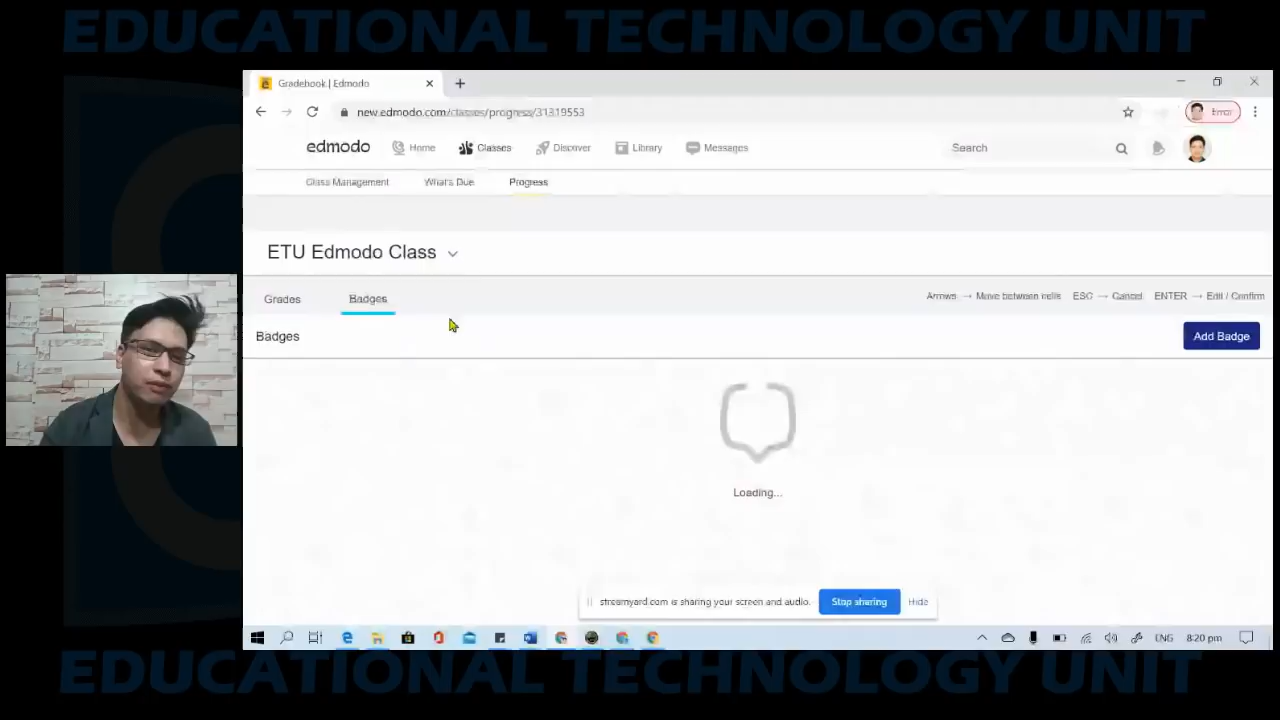 EDUCATIONAL TECHNOLOGY UNIT
Gradebook | Edmodo
new.edmodo.com/classes/progress/31319553
Error
edmodo Home Classes Discover Library Messages Search
Class Management What's Due Progress
ETU Edmodo Class
Grades Badges Arrows → Move between cells ESC → Cancel ENTER → Edit / Confirm
Badges Add Badge
Loading...
streamyard.com is sharing your screen and audio. Stop sharing Hide
ENG 8:20 pm
EDUCATIONAL TECHNOLOGY UNIT